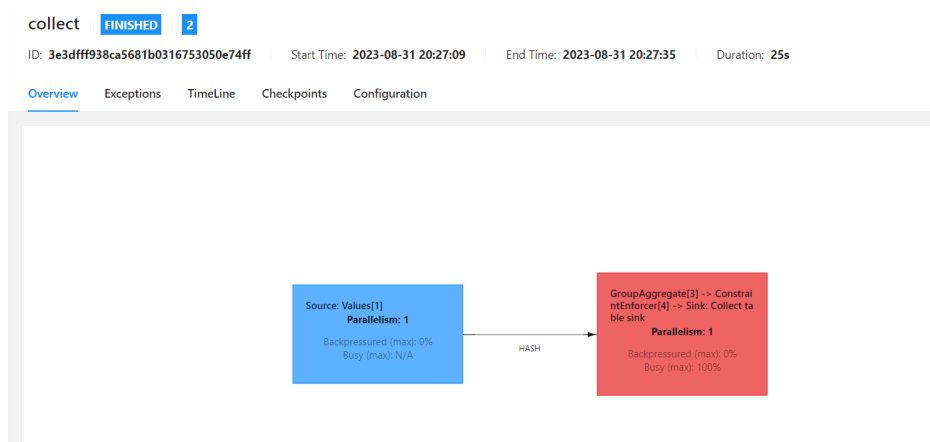 collect FINISHED 2
ID: 3e3dfff938ca5681b0316753050e74ff Start Time: 2023-08-31 20:27:09 End Time: 2023-08-31 20:27:35 Duration: 25s
Overview Exceptions TimeLine Checkpoints Configuration
Source: Values[1]
Parallelism: 1
Backpressured (max): 0%
Busy (max): N/A
HASH
GroupAggregate[3] -> Constrai
ntEnforcer[4] -> Sink: Collect ta
ble sink
Parallelism: 1
Backpressured (max): 0%
Busy (max): 100%